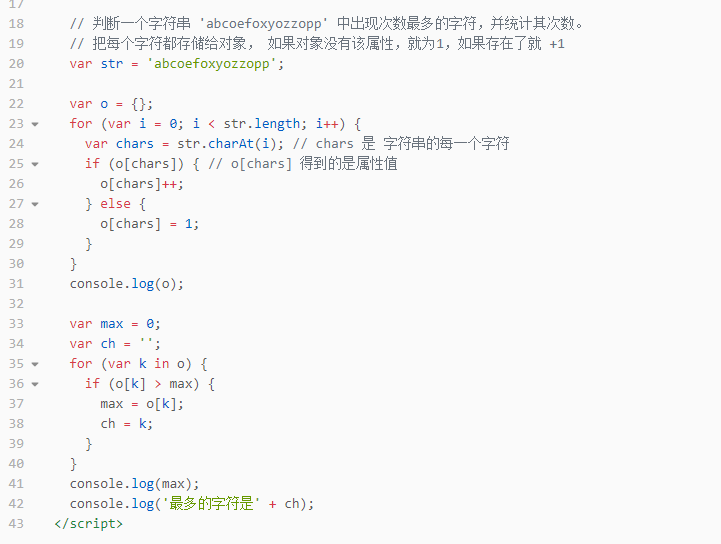 17
18 // 判断一个字符串 'abcoefoxyozzopp' 中出现次数最多的字符，并统计其次数。
19 // 把每个字符都存储给对象， 如果对象没有该属性，就为1，如果存在了就 +1
20 var str = 'abcoefoxyozzopp';
21
22 var o = {};
23 for (var i = 0; i < str.length; i++) {
24 var chars = str.charAt(i); // chars 是 字符串的每一个字符
25 if (o[chars]) { // o[chars] 得到的是属性值
26 o[chars]++;
27 } else {
28 o[chars] = 1;
29 }
30 }
31 console.log(o);
32
33 var max = 0;
34 var ch = '';
35 for (var k in o) {
36 if (o[k] > max) {
37 max = o[k];
38 ch = k;
39 }
40 }
41 console.log(max);
42 console.log('最多的字符是' + ch);
43 </script>